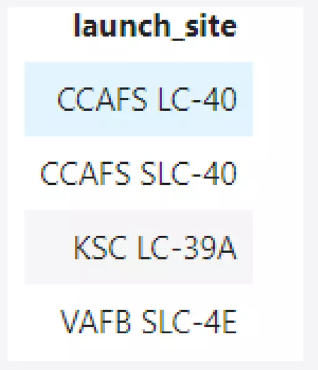 launch_site
CCAFS LC-40
CCAFS SLC-40
KSC LC-39A
VAFB SLC-4E